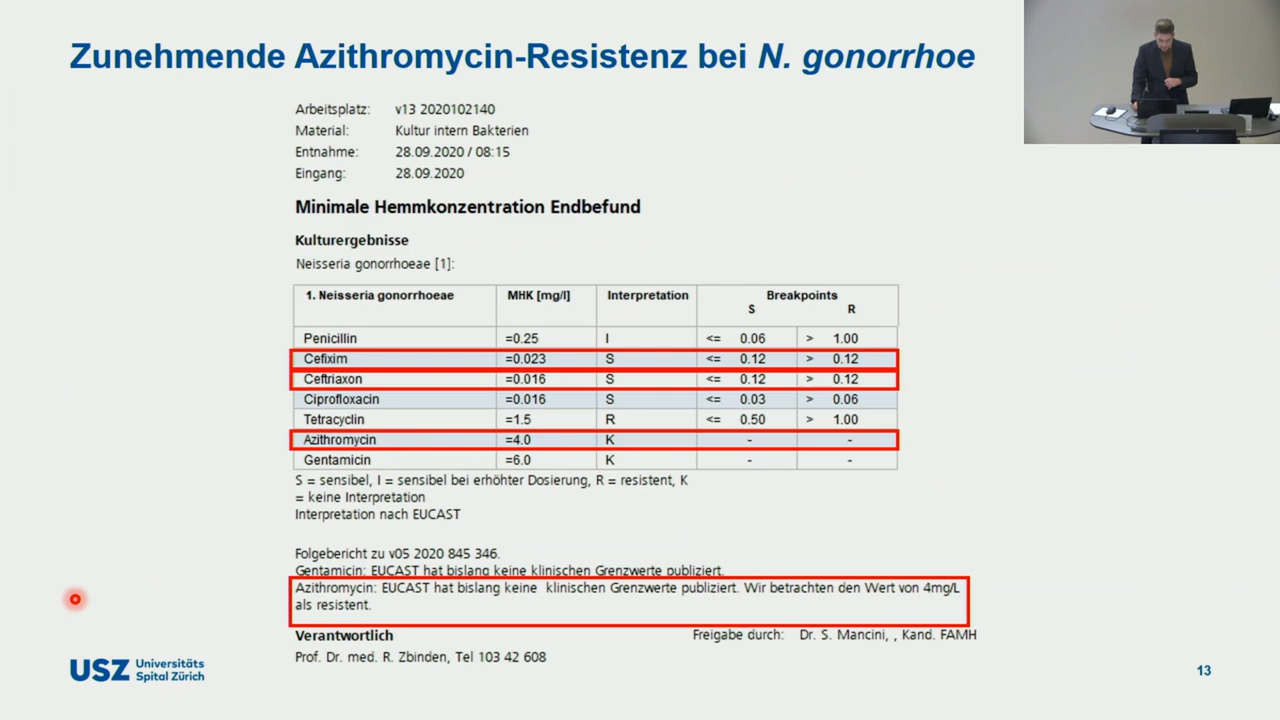 Zunehmende Azithromycin-Resistenz bei N. gonorrhoe
Arbeitsplatz: v13 2020102140
Material: Kultur intern Bakterien
Entnahme: 28.09.2020 / 08:15
Eingang: 28.09.2020
Minimale Hemmkonzentration Endbefund
Kulturergebnisse
Neisseria gonorrhoeae [1]:
1. Neisseria gonorrhoeae MHK [mg/l] Interpretation Breakpoints
S R
Penicillin =0.25 I <= 0.06 > 1.00
Cefixim =0.023 S <= 0.12 > 0.12
Ceftriaxon =0.016 S <= 0.12 > 0.12
Ciprofloxacin =0.016 S <= 0.03 > 0.06
Tetracyclin =1.5 R <= 0.50 > 1.00
Azithromycin =4.0 K - -
Gentamicin =6.0 K - -
S = sensibel, I = sensibel bei erhöhter Dosierung, R = resistent, K
= keine Interpretation
Interpretation nach EUCAST
Folgebericht zu v05 2020 845 346.
Gentamicin: EUCAST hat bislang keine klinischen Grenzwerte publiziert.
Azithromycin: EUCAST hat bislang keine klinischen Grenzwerte publiziert. Wir betrachten den Wert von 4mg/L
als resistent.
Verantwortlich Freigabe durch: Dr. S. Mancini, , Kand. FAMH
Prof. Dr. med. R. Zbinden, Tel 103 42 608
USZ Universitäts
Spital Zürich
13